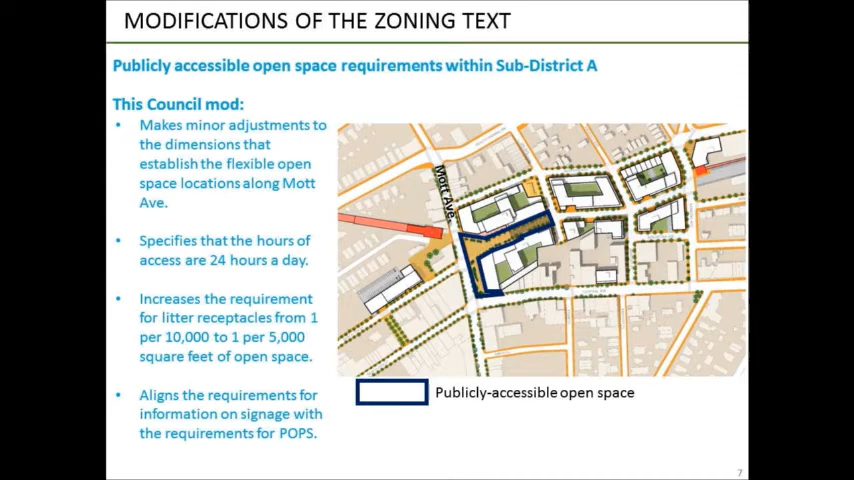 MODIFICATIONS OF THE ZONING TEXT
Publicly accessible open space requirements within Sub-District A
This Council mod:
• Makes minor adjustments to
the dimensions that
establish the flexible open
space locations along Mott
Ave.
• Specifies that the hours of
access are 24 hours a day.
• Increases the requirement
for litter receptacles from 1
per 10,000 to 1 per 5,000
square feet of open space.
• Aligns the requirements for
information on signage with
the requirements for POPS.
Mott Ave.
Publicly-accessible open space
7